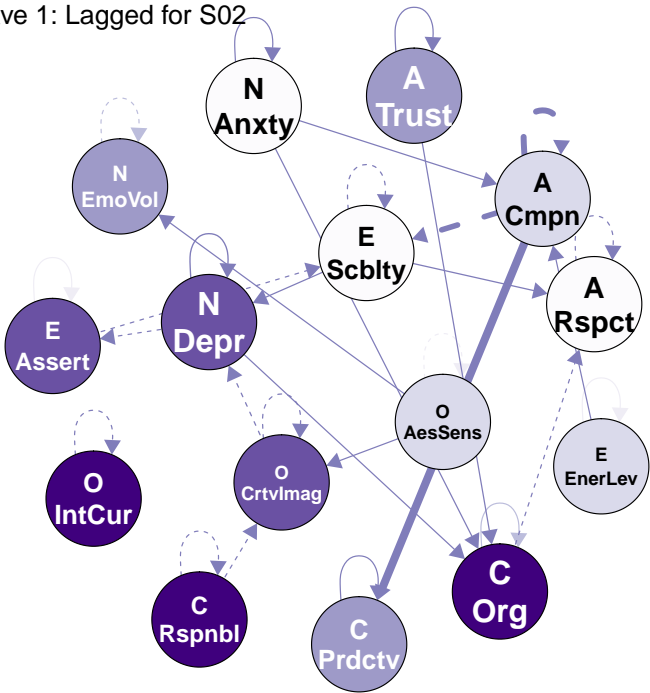 ve 1: Lagged for S02
N
Anxty
A
Trust
N
EmoVol
A
Cmpn
E
Scblty
A
Rspct
N
Depr
E
Assert
O
AesSens
E
EnerLev
O
IntCur
O
CrtvImag
C
Org
C
Rspnbl
C
Prdctv